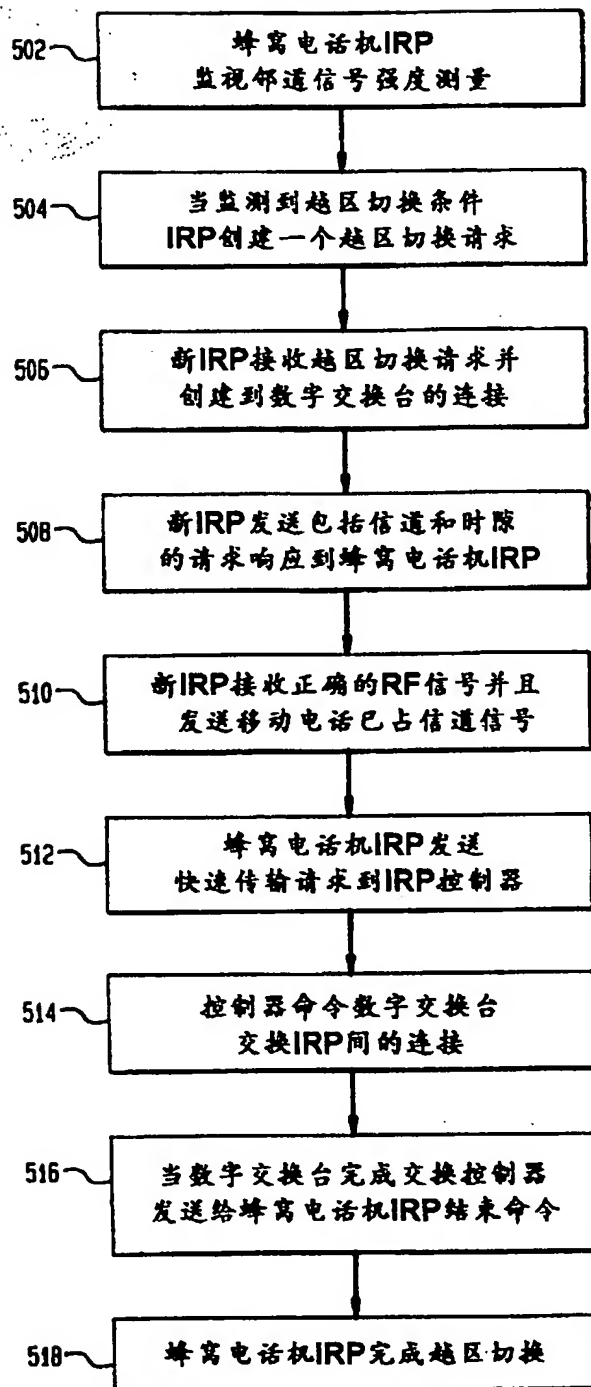 502
蜂窝电话机IRP
监视邻道信号强度测量
504
当监测到越区切换条件
IRP创建一个越区切换请求
506
新IRP接收越区切换请求并
创建到数字交换台的连接
508
新IRP发送包括信道和时隙
的请求响应到蜂窝电话机IRP
510
新IRP接收正确的RF信号并且
发送移动电话已占信道信号
512
蜂窝电话机IRP发送
快速传输请求到IRP控制器
514
控制器命令数字交换台
交换IRP间的连接
516
当数字交换台完成交换控制器
发送给蜂窝电话机IRP结束命令
518
蜂窝电话机IRP完成越区切换